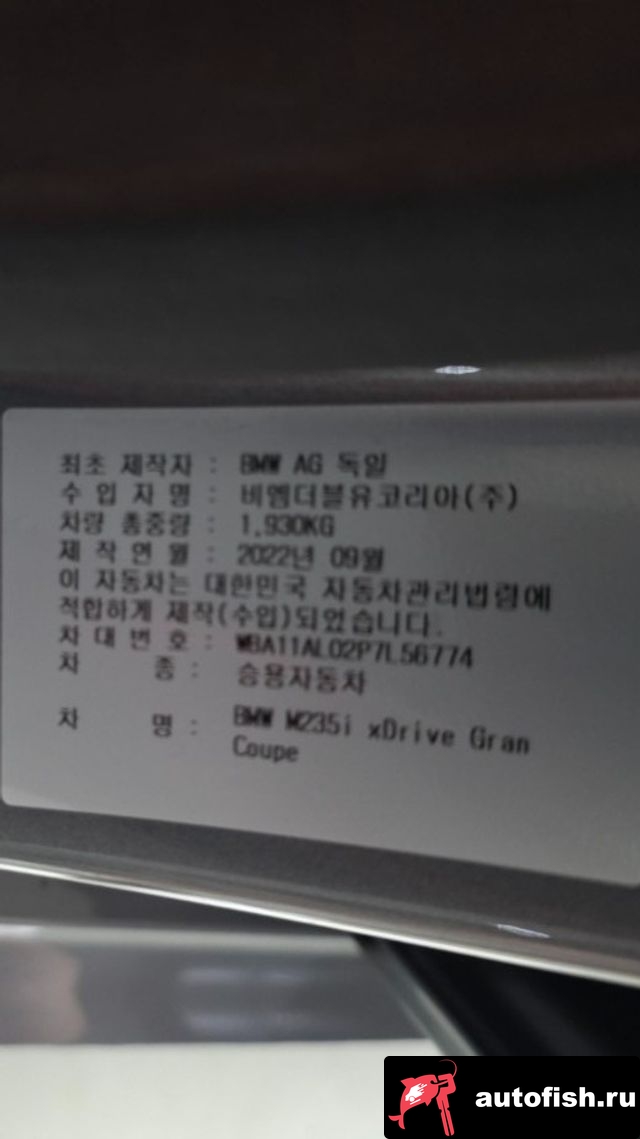 최초 제작자 : BMW AG 독일
수 입 자 명 : 비엠더블유코리아(주)
차량 총중량 : 1,930KG
제 작 연 월 : 2022년 09월
이 자동차는 대한민국 자동차관리법령에
적합하게 제작(수입)되었습니다.
차 대 번 호 : WBA11AL02P7L56774
차 종 : 승용자동차
차 명 : BMW M235i xDrive Gran
Coupe
autofish.ru